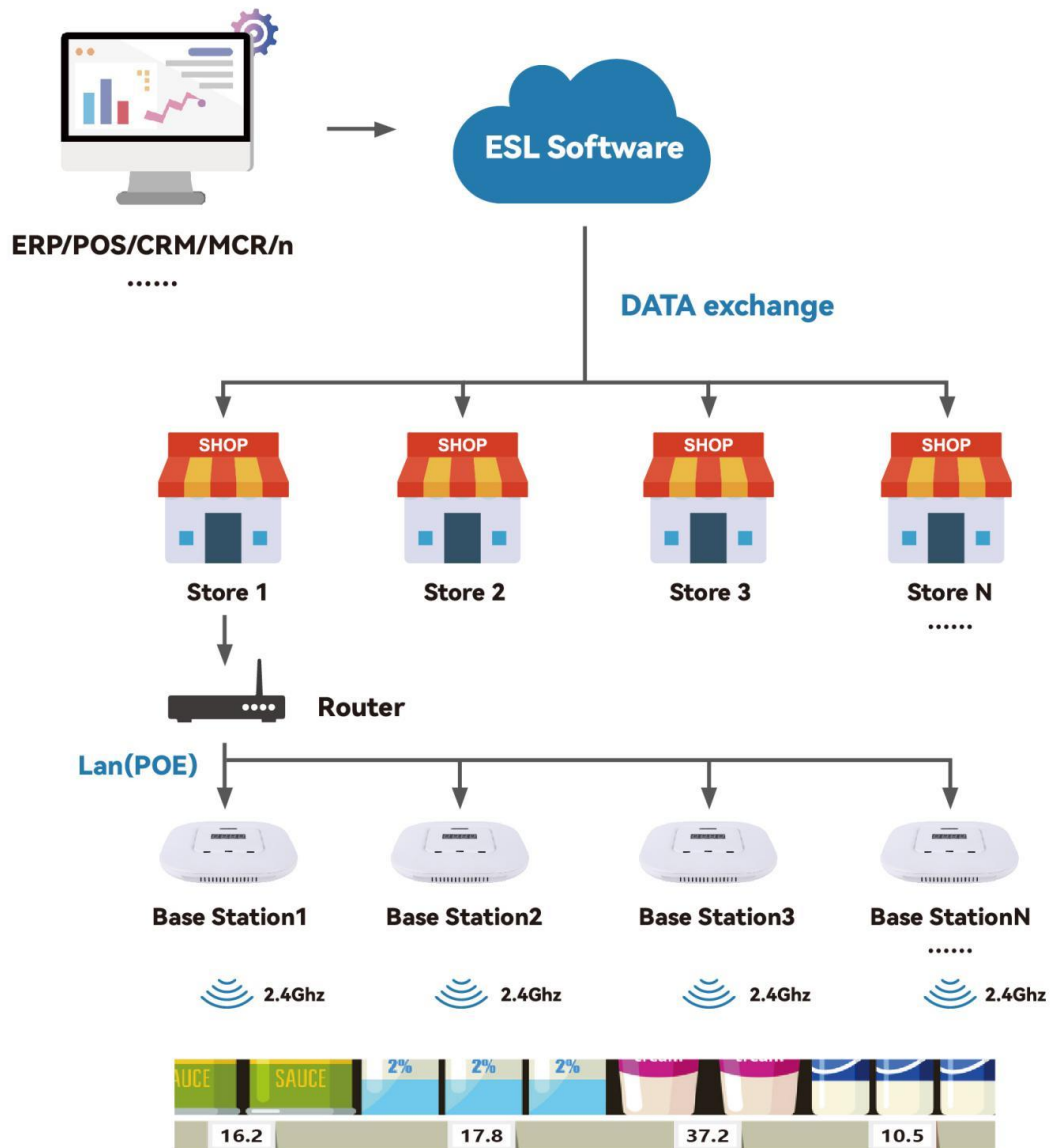 ESL Software
ERP/POS/CRM/MCR/n
......
DATA exchange
SHOP SHOP SHOP SHOP
Store 1 Store 2 Store 3 Store N
......
Router
Lan(POE)
Base Station1 Base Station2 Base Station3 Base StationN
......
2.4Ghz 2.4Ghz 2.4Ghz 2.4Ghz
SAUCE 2% 2% 2%
16.2 17.8 37.2 10.5